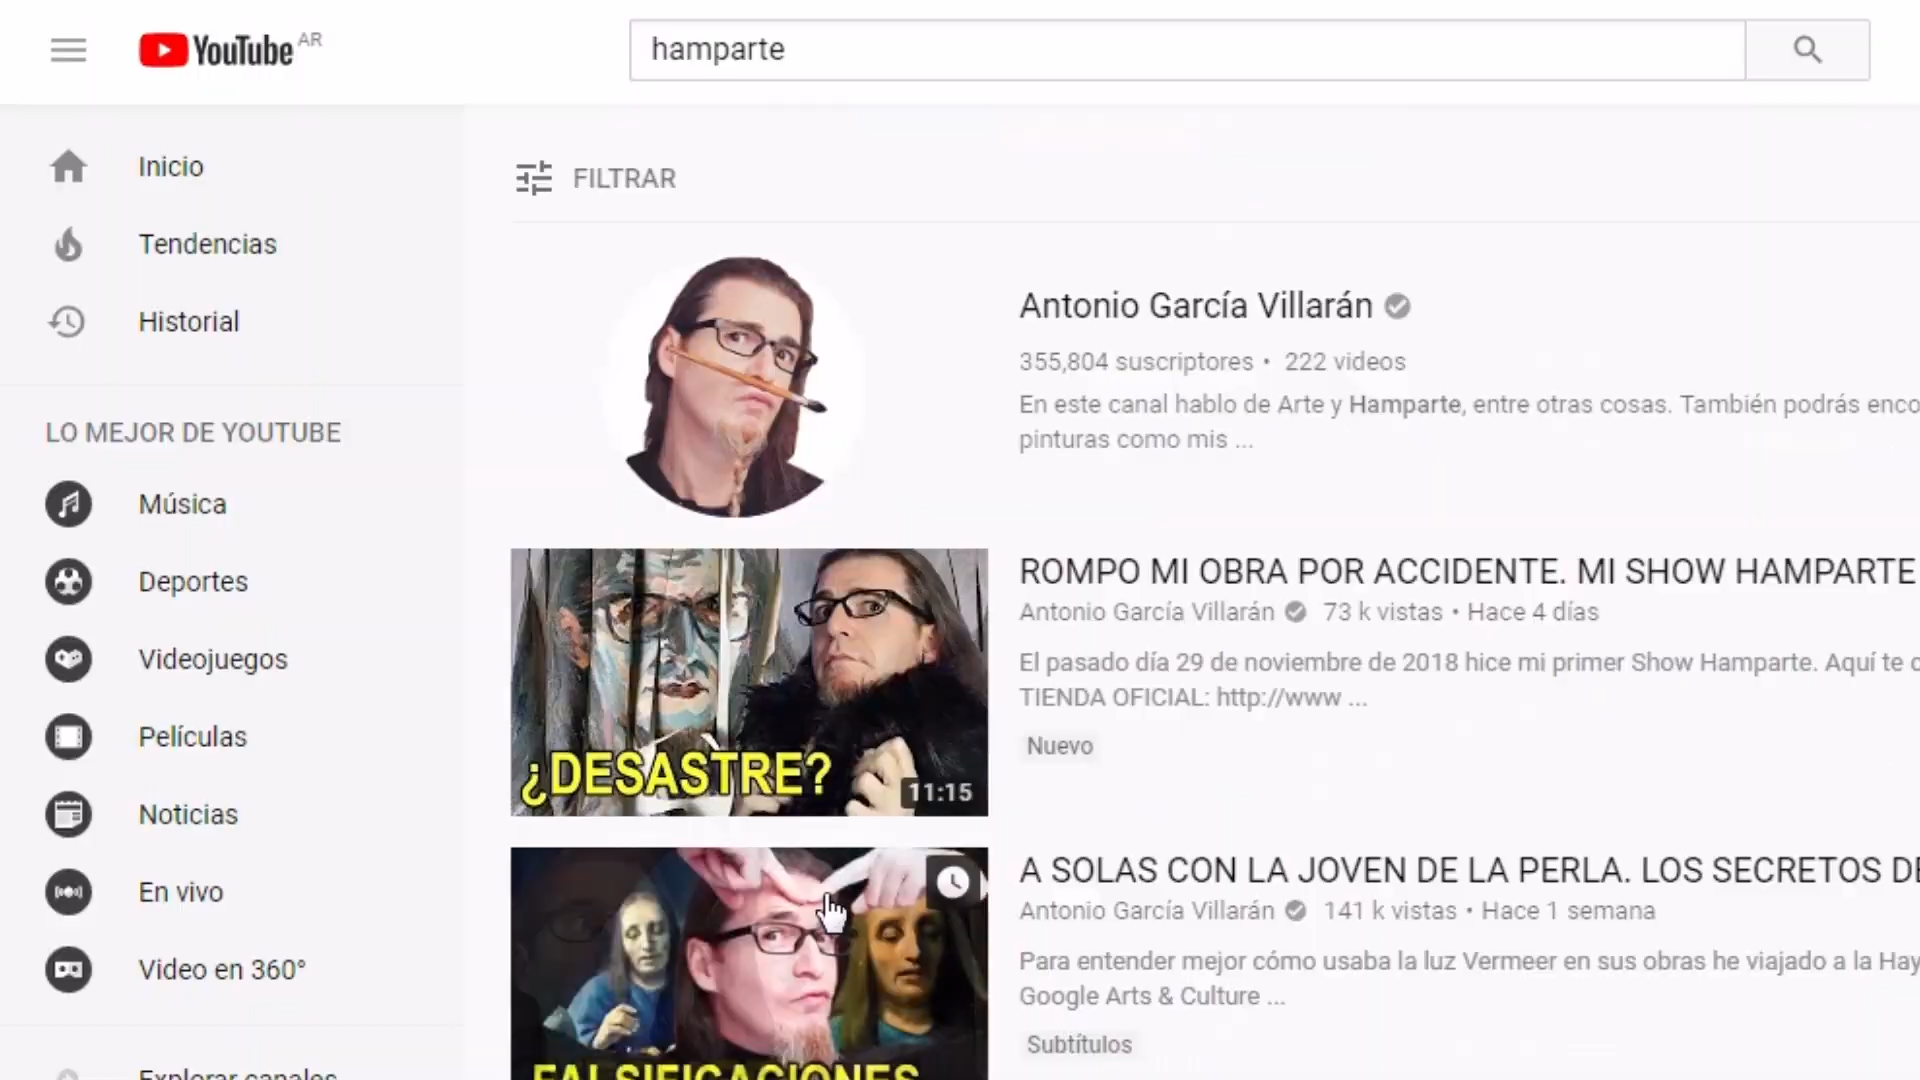 YouTube AR
hamparte
Inicio
Tendencias
Historial
LO MEJOR DE YOUTUBE
Música
Deportes
Videojuegos
Películas
Noticias
En vivo
Video en 360°
Explorar canales
FILTRAR
Antonio García Villarán
355,804 suscriptores • 222 videos
En este canal hablo de Arte y Hamparte, entre otras cosas. También podrás
pinturas como mis ...
¿DESASTRE?
11:15
ROMPO MI OBRA POR ACCIDENTE. MI SHOW HAMPARTE
Antonio García Villarán 73 k vistas • Hace 4 días
El pasado día 29 de noviembre de 2018 hice mi primer Show Hamparte. Aquí te
TIENDA OFICIAL: http://www ...
Nuevo
FALSIFICACIONES
A SOLAS CON LA JOVEN DE LA PERLA. LOS SECRETOS
Antonio García Villarán 141 k vistas • Hace 1 semana
Para entender mejor cómo usaba la luz Vermeer en sus obras he viajado a la
Google Arts & Culture ...
Subtítulos